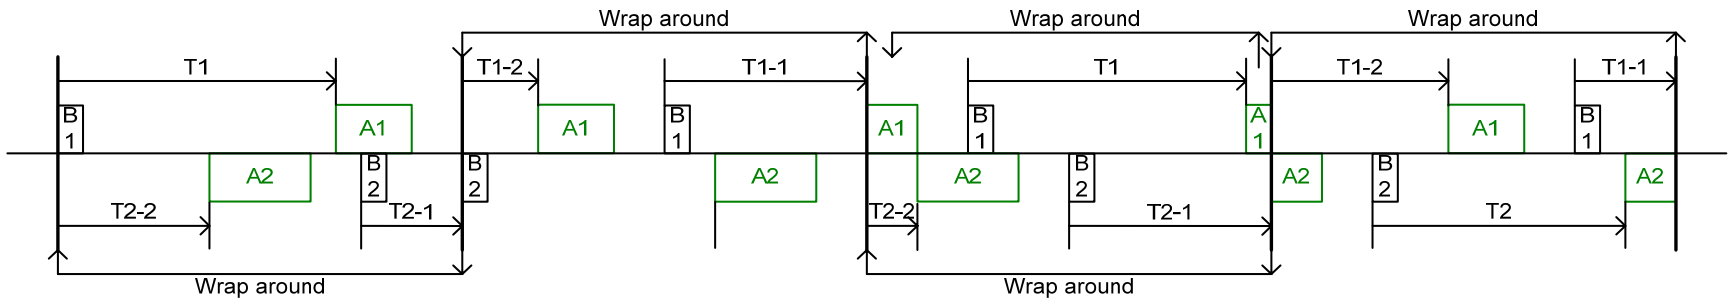 Wrap around Wrap around Wrap around
T1 T1-2 T1-1 T1 T1-2 T1-1
B
1
A1
A1
B
1
A1
B
1
A
1
A1
B
1
A2
B
2
B
2
A2
A2
B
2
A2
B
2
A2
T2-2 T2-1 T2-2 T2-1 T2
Wrap around Wrap around